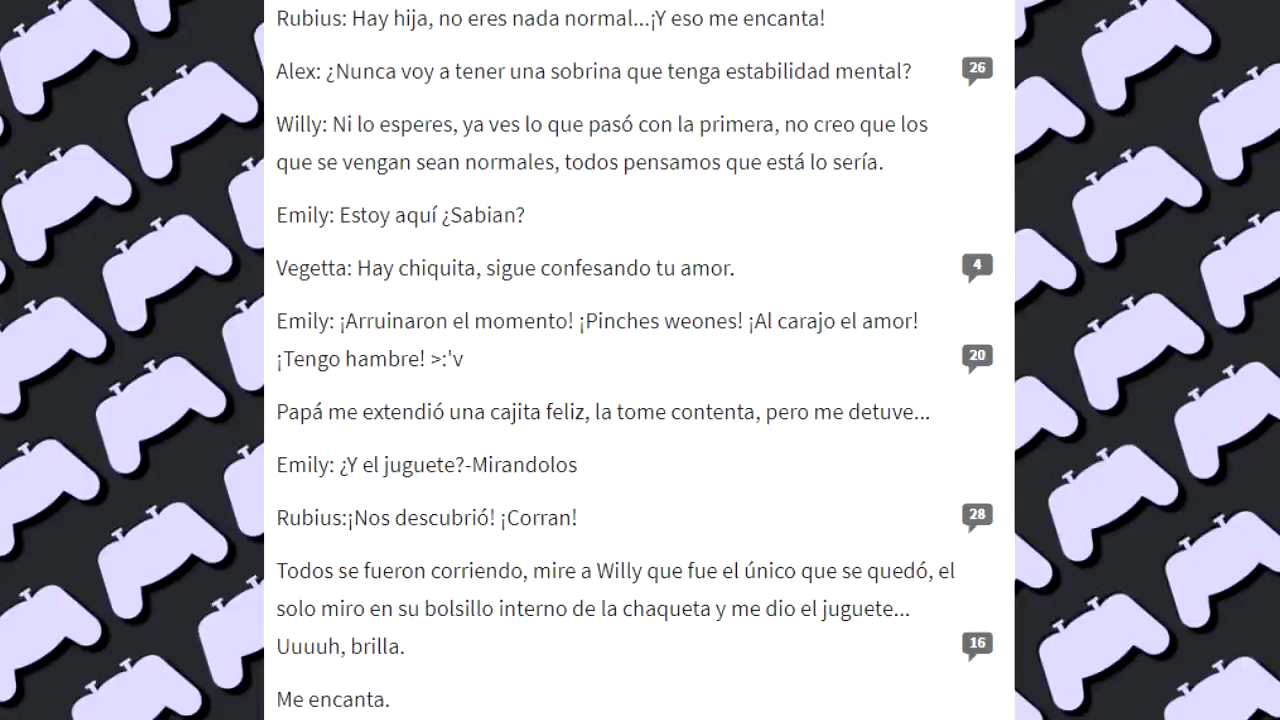 Rubius: Hay hija, no eres nada normal...¡Y eso me encanta!
Alex: ¿Nunca voy a tener una sobrina que tenga estabilidad mental?
26
Willy: Ni lo esperes, ya ves lo que pasó con la primera, no creo que los
que se vengan sean normales, todos pensamos que está lo sería.
Emily: Estoy aquí ¿Sabian?
Vegetta: Hay chiquita, sigue confesando tu amor.
4
Emily: ¡Arruinaron el momento! ¡Pinches weones! ¡Al carajo el amor!
¡Tengo hambre! >:'v
20
Papá me extendió una cajita feliz, la tome contenta, pero me detuve...
Emily: ¿Y el juguete?-Mirandolos
Rubius:¡Nos descubrió! ¡Corran!
28
Todos se fueron corriendo, mire a Willy que fue el único que se quedó, el
solo miro en su bolsillo interno de la chaqueta y me dio el juguete...
Uuuuh, brilla.
16
Me encanta.